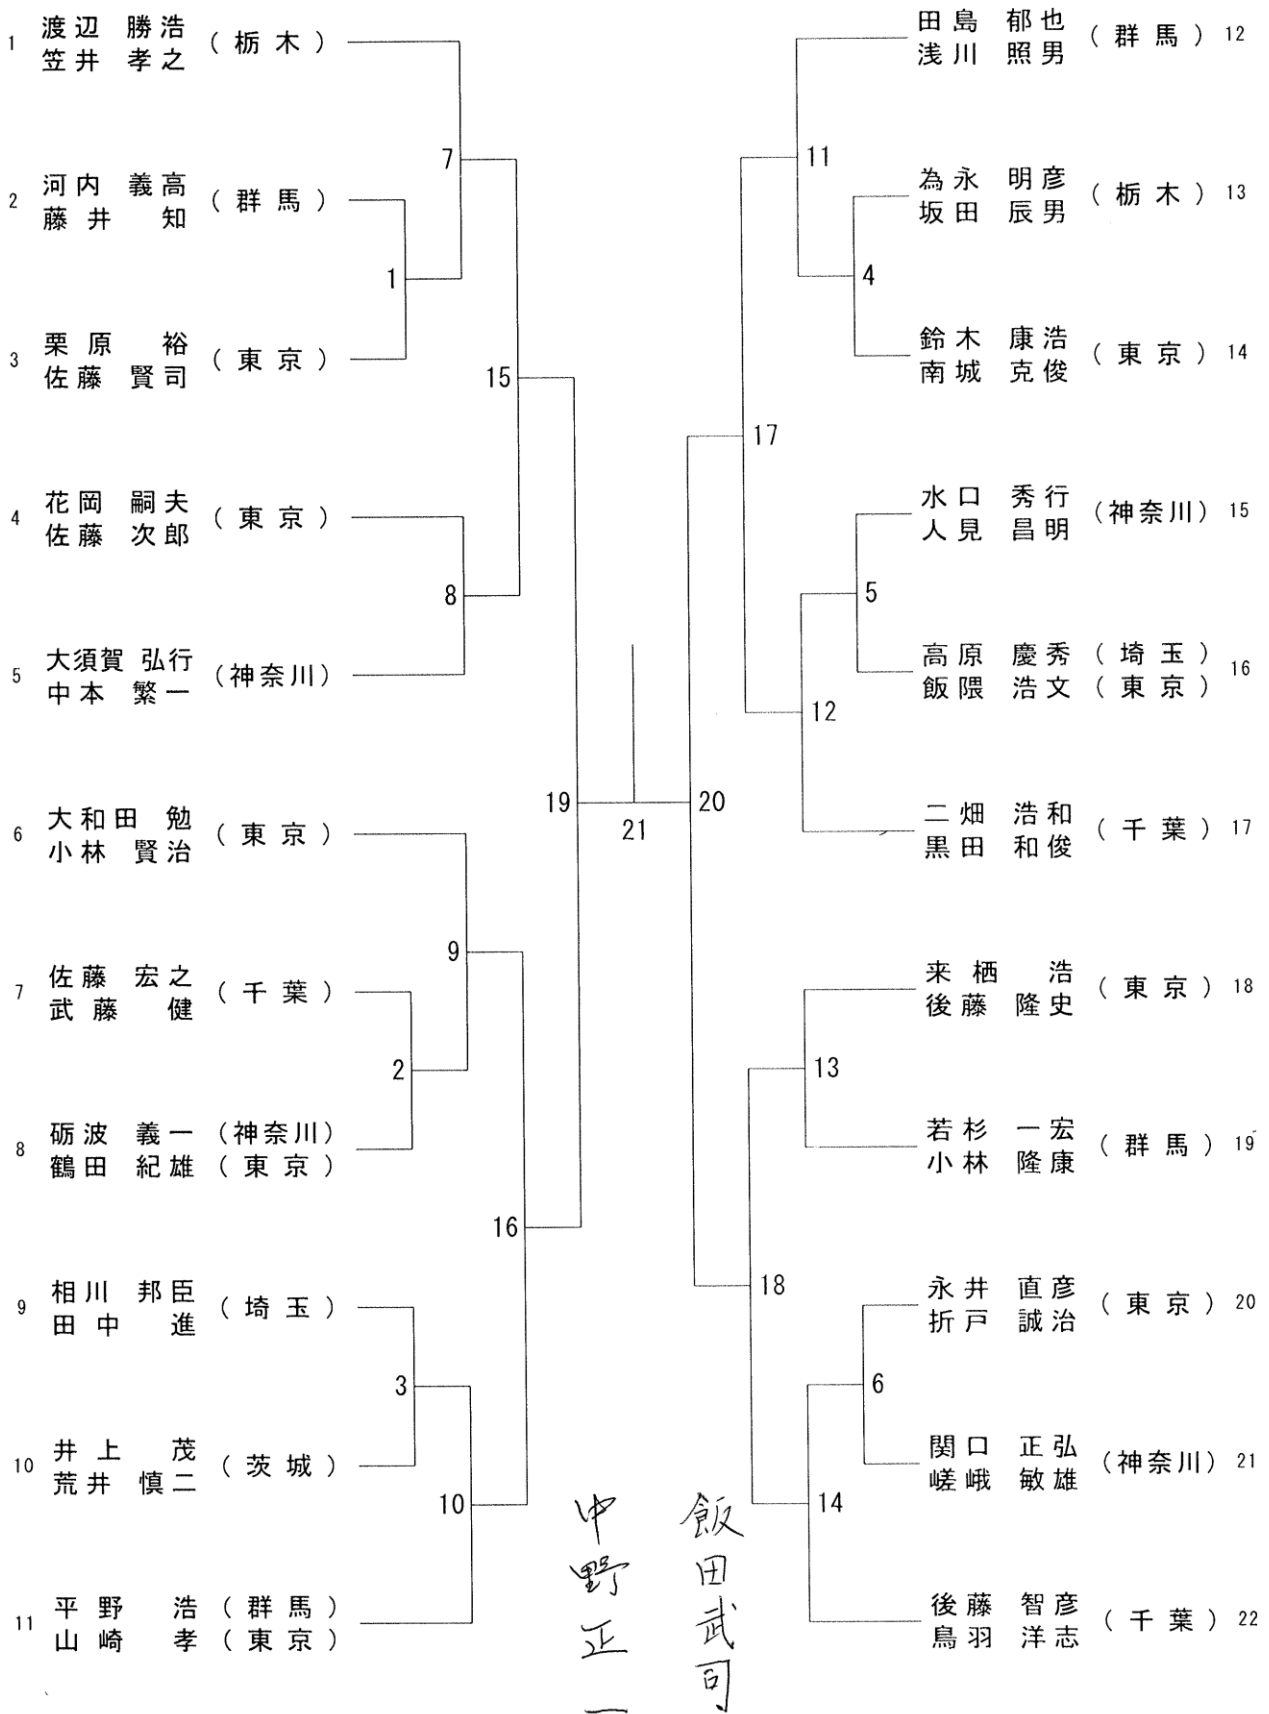 1 渡辺 勝浩 (栃木)
笠井 孝之
7
2 河内 義高 (群馬)
藤井 知
1
3 栗原 裕 (東京)
佐藤 賢司
15
4 花岡 嗣夫 (東京)
佐藤 次郎
8
5 大須賀 弘行 (神奈川)
中本 繁一
19
6 大和田 勉 (東京)
小林 賢治
9
7 佐藤 宏之 (千葉)
武藤 健
2
8 砺波 義一 (神奈川)
鶴田 紀雄 (東京)
16
9 相川 邦臣 (埼玉)
田中 進
3
10 井上 茂 (茨城)
荒井 慎二
10
11 平野 浩 (群馬)
山崎 孝 (東京)
21
田島 郁也 (群馬) 12
浅川 照男
11
為永 明彦 (栃木) 13
坂田 辰男
4
鈴木 康浩 (東京) 14
南城 克俊
17
水口 秀行 (神奈川) 15
人見 昌明
5
高原 慶秀 (埼玉) 16
飯隈 浩文 (東京)
12
20
二畑 浩和 (千葉) 17
黒田 和俊
来栖 浩 (東京) 18
後藤 隆史
13
若杉 一宏 (群馬) 19
小林 隆康
18
永井 直彦 (東京) 20
折戸 誠治
6
関口 正弘 (神奈川) 21
嵯峨 敏雄
14
後藤 智彦 (千葉) 22
鳥羽 洋志
飯田武司
中野正一